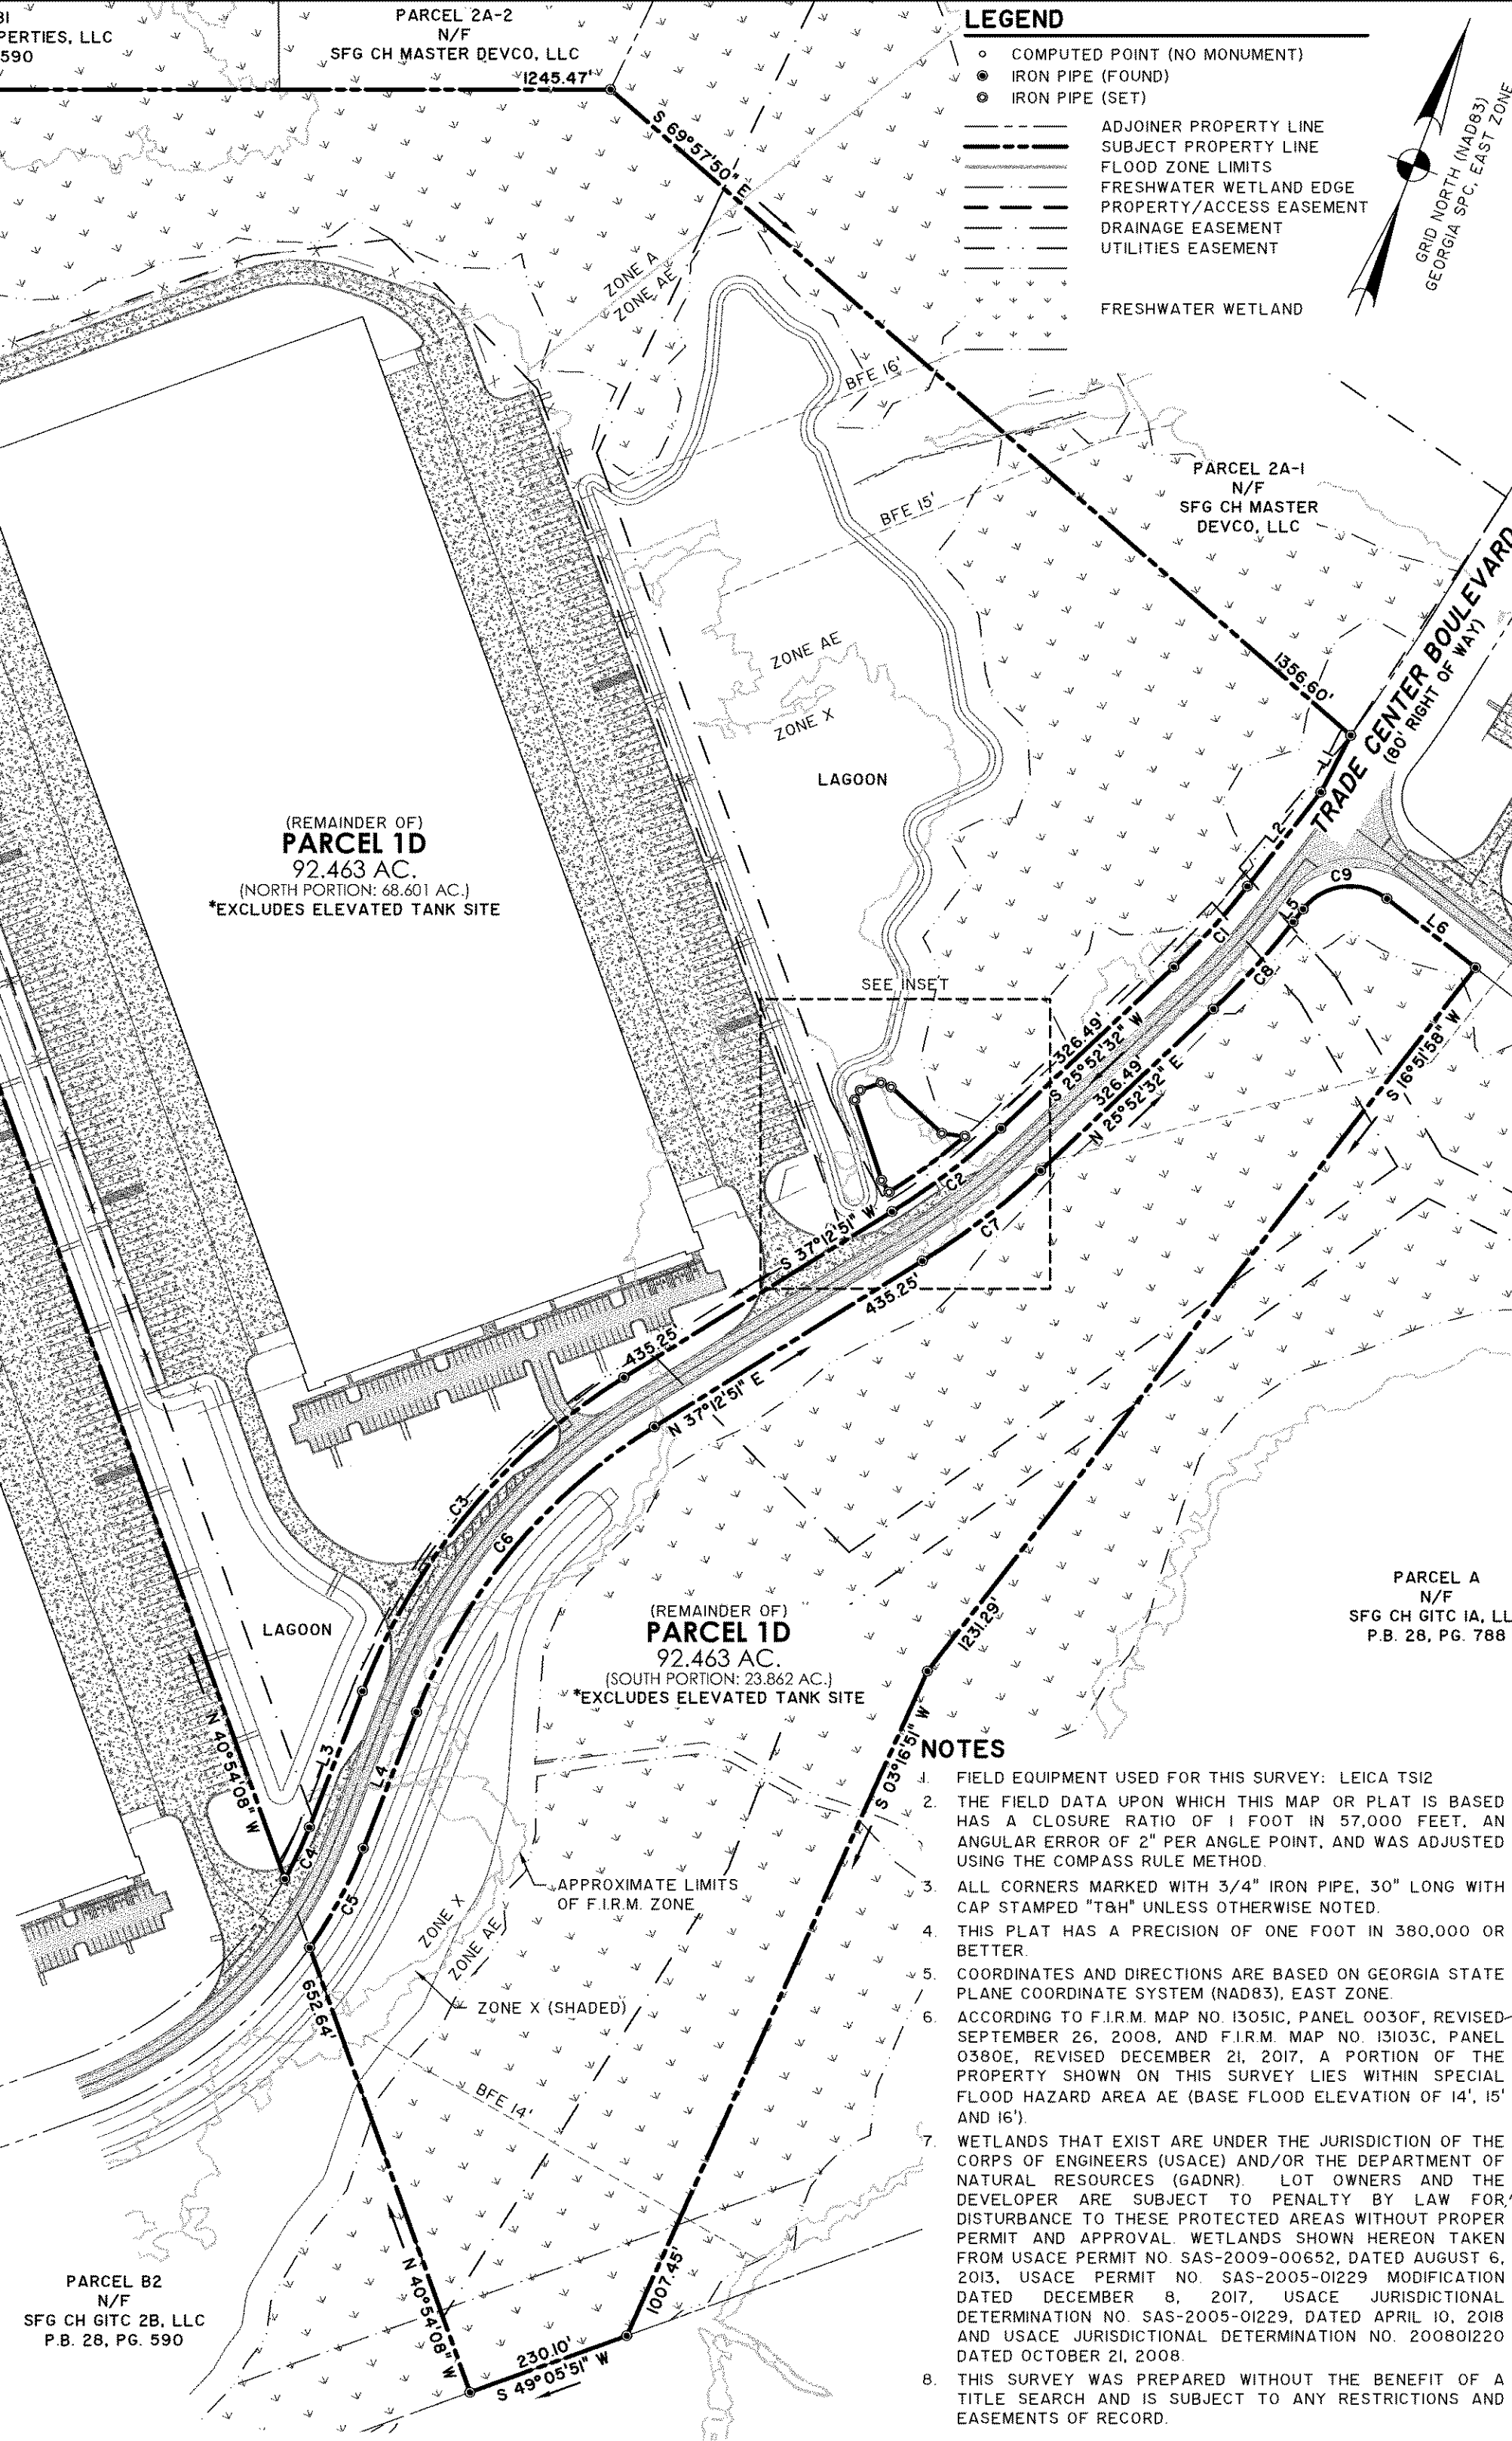 31
PERTIES, LLC
590
PARCEL 2A-2
N/F
SFG CH MASTER DEVCO, LLC
1245.47'
S 69°57'50" E
LEGEND
COMPUTED POINT (NO MONUMENT)
IRON PIPE (FOUND)
IRON PIPE (SET)
ADJOINER PROPERTY LINE
SUBJECT PROPERTY LINE
FLOOD ZONE LIMITS
FRESHWATER WETLAND EDGE
PROPERTY/ACCESS EASEMENT
DRAINAGE EASEMENT
UTILITIES EASEMENT
FRESHWATER WETLAND
GRID NORTH (NAD83)
GEORGIA SPC, EAST ZONE
ZONE A
ZONE AE
BFE 16'
BFE 15'
PARCEL 2A-1
N/F
SFG CH MASTER
DEVCO, LLC
1356.60'
TRADE CENTER BOULEVARD
(80' RIGHT OF WAY)
ZONE AE
ZONE X
LAGOON
(REMAINDER OF)
PARCEL 1D
92.463 AC.
(NORTH PORTION: 68.601 AC.)
*EXCLUDES ELEVATED TANK SITE
L1
L2
C9
L5
L6
C1
C8
SEE INSET
326.49'
S 25°52'32" W
326.49'
N 25°52'32" E
S 16°51'58" W
C2
S 37°12'51" W
C7
435.25'
435.25'
N 37°12'51" E
C3
C6
LAGOON
(REMAINDER OF)
PARCEL 1D
92.463 AC.
(SOUTH PORTION: 23.862 AC.)
*EXCLUDES ELEVATED TANK SITE
1231.29'
PARCEL A
N/F
SFG CH GITC 1A, LL
P.B. 28, PG. 788
N 40°54'08" W
L3
L4
C4
C5
S 03°16'51" W
APPROXIMATE LIMITS
OF F.I.R.M. ZONE
ZONE X
ZONE AE
ZONE X (SHADED)
652.64'
BFE 14'
N 40°54'08" W
1007.45'
230.10'
S 49°05'51" W
PARCEL B2
N/F
SFG CH GITC 2B, LLC
P.B. 28, PG. 590
NOTES
1. FIELD EQUIPMENT USED FOR THIS SURVEY: LEICA TS12
2. THE FIELD DATA UPON WHICH THIS MAP OR PLAT IS BASED
HAS A CLOSURE RATIO OF 1 FOOT IN 57,000 FEET, AN
ANGULAR ERROR OF 2" PER ANGLE POINT, AND WAS ADJUSTED
USING THE COMPASS RULE METHOD.
3. ALL CORNERS MARKED WITH 3/4" IRON PIPE, 30" LONG WITH
CAP STAMPED "T&H" UNLESS OTHERWISE NOTED.
4. THIS PLAT HAS A PRECISION OF ONE FOOT IN 380,000 OR
BETTER.
5. COORDINATES AND DIRECTIONS ARE BASED ON GEORGIA STATE
PLANE COORDINATE SYSTEM (NAD83), EAST ZONE.
6. ACCORDING TO F.I.R.M. MAP NO. 13051C, PANEL 0030F, REVISED
SEPTEMBER 26, 2008, AND F.I.R.M. MAP NO. 13103C, PANEL
0380E, REVISED DECEMBER 21, 2017, A PORTION OF THE
PROPERTY SHOWN ON THIS SURVEY LIES WITHIN SPECIAL
FLOOD HAZARD AREA AE (BASE FLOOD ELEVATION OF 14', 15'
AND 16').
7. WETLANDS THAT EXIST ARE UNDER THE JURISDICTION OF THE
CORPS OF ENGINEERS (USACE) AND/OR THE DEPARTMENT OF
NATURAL RESOURCES (GADNR). LOT OWNERS AND THE
DEVELOPER ARE SUBJECT TO PENALTY BY LAW FOR
DISTURBANCE TO THESE PROTECTED AREAS WITHOUT PROPER
PERMIT AND APPROVAL. WETLANDS SHOWN HEREON TAKEN
FROM USACE PERMIT NO. SAS-2009-00652, DATED AUGUST 6,
2013, USACE PERMIT NO. SAS-2005-01229 MODIFICATION
DATED DECEMBER 8, 2017, USACE JURISDICTIONAL
DETERMINATION NO. SAS-2005-01229, DATED APRIL 10, 2018
AND USACE JURISDICTIONAL DETERMINATION NO. 200801220
DATED OCTOBER 21, 2008.
8. THIS SURVEY WAS PREPARED WITHOUT THE BENEFIT OF A
TITLE SEARCH AND IS SUBJECT TO ANY RESTRICTIONS AND
EASEMENTS OF RECORD.